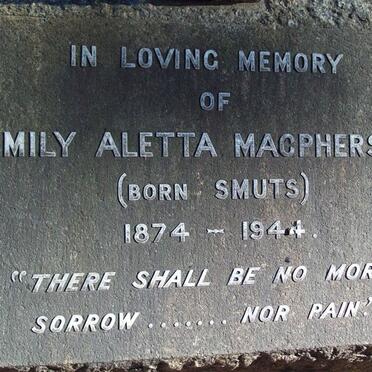 IN LOVING MEMORY
OF
MILY ALETTA MACPHERS
(BORN SMUTS)
1874 – 1944.
"THERE SHALL BE NO MOR
SORROW ....... NOR PAIN."